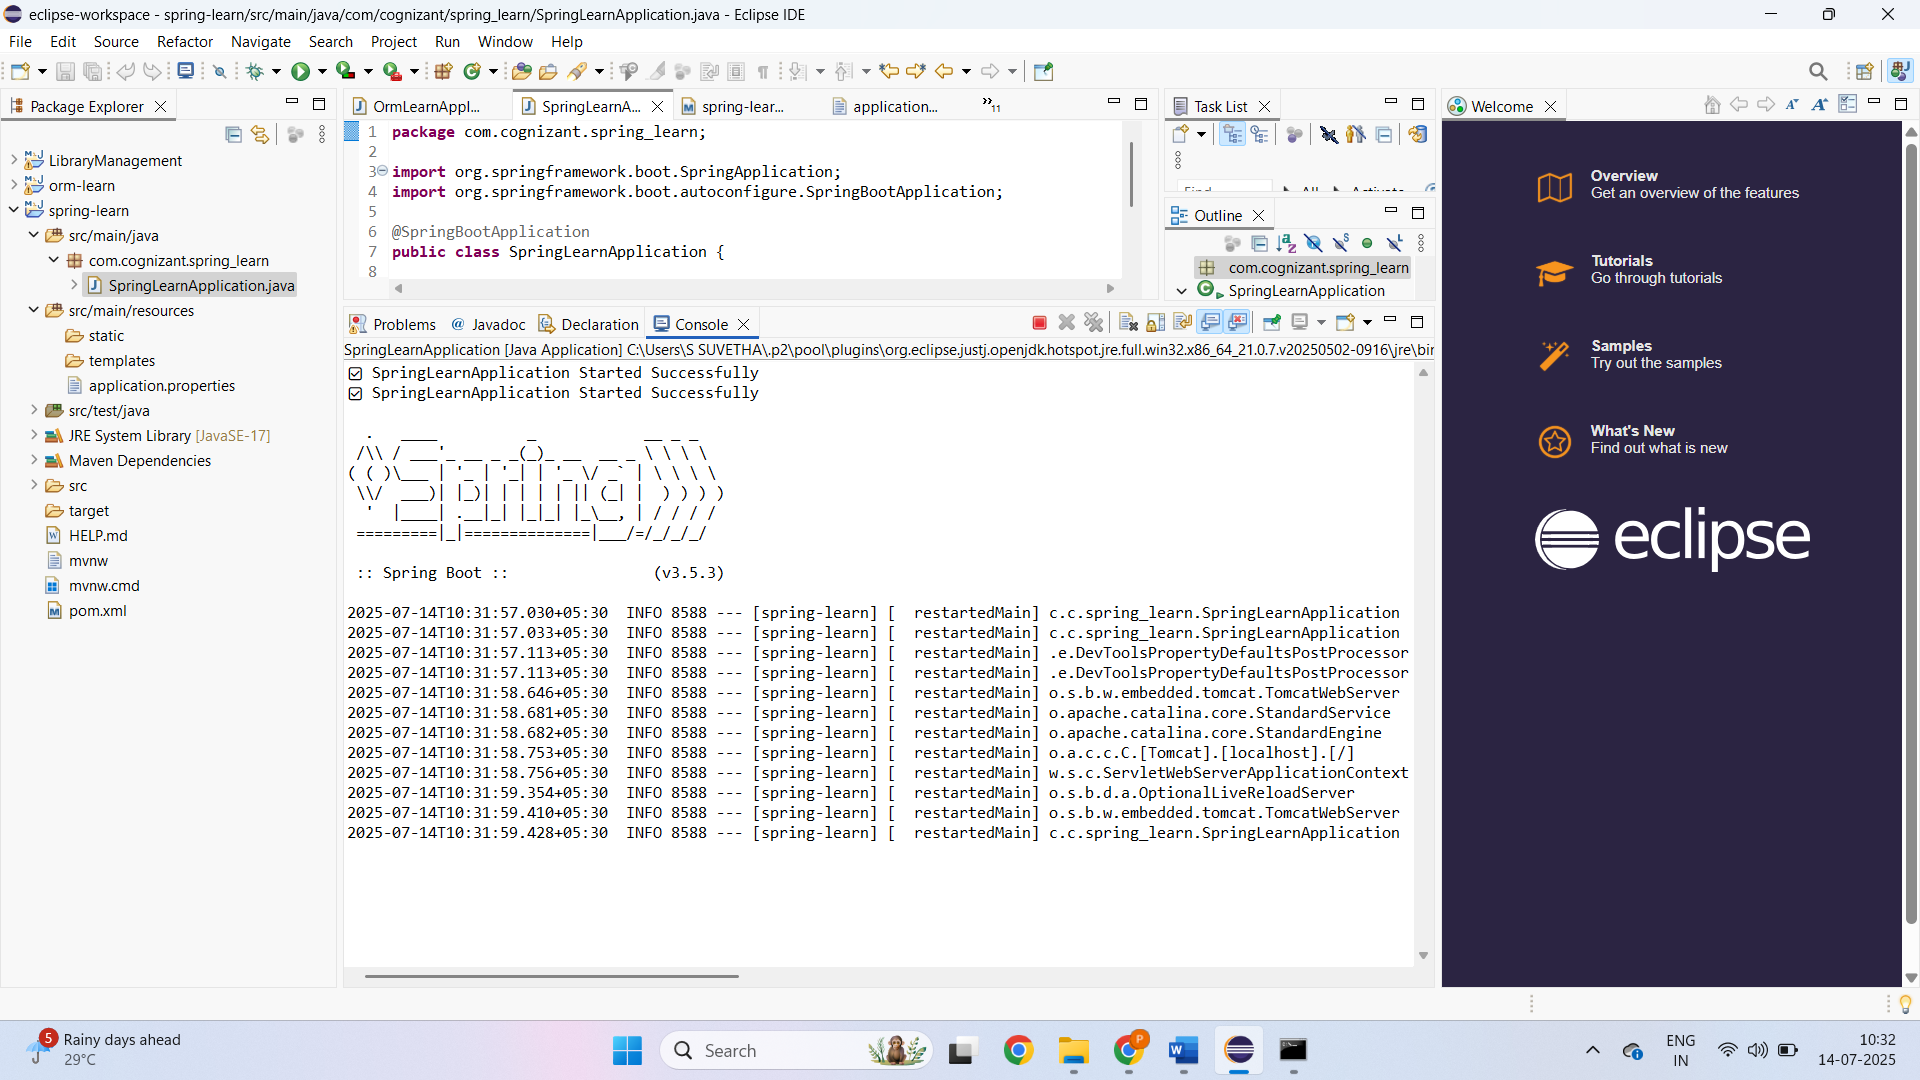 eclipse-workspace - spring-learn/src/main/java/com/cognizant/spring_learn/SpringLearnApplication.java - Eclipse IDE
File Edit Source Refactor Navigate Search Project Run Window Help
Package Explorer
LibraryManagement
orm-learn
spring-learn
src/main/java
com.cognizant.spring_learn
SpringLearnApplication.java
src/main/resources
static
templates
application.properties
src/test/java
JRE System Library [JavaSE-17]
Maven Dependencies
src
target
HELP.md
mvnw
mvnw.cmd
pom.xml
OrmLearnAppl... SpringLearnA... spring-lear... application... »11
1 package com.cognizant.spring_learn;
2
3 import org.springframework.boot.SpringApplication;
4 import org.springframework.boot.autoconfigure.SpringBootApplication;
5
6 @SpringBootApplication
7 public class SpringLearnApplication {
8
Task List
Outline
com.cognizant.spring_learn
SpringLearnApplication
Problems @ Javadoc Declaration Console
SpringLearnApplication [Java Application] C:\Users\S SUVETHA\.p2\pool\plugins\org.eclipse.justj.openjdk.hotspot.jre.full.win32.x86_64_21.0.7.v20250502-0916\jre\bin
☑ SpringLearnApplication Started Successfully
☑ SpringLearnApplication Started Successfully
  .   ____          _            __ _ _
 /\\ / ___'_ __ _ _(_)_ __  __ _ \ \ \ \
( ( )\___ | '_ | '_| | '_ \/ _` | \ \ \ \
 \\/  ___)| |_)| | | | | || (_| |  ) ) ) )
  '  |____| .__|_| |_|_| |_\__, | / / / /
 =========|_|==============|___/=/_/_/_/
:: Spring Boot :: (v3.5.3)
2025-07-14T10:31:57.030+05:30 INFO 8588 --- [spring-learn] [ restartedMain] c.c.spring_learn.SpringLearnApplication
2025-07-14T10:31:57.033+05:30 INFO 8588 --- [spring-learn] [ restartedMain] c.c.spring_learn.SpringLearnApplication
2025-07-14T10:31:57.113+05:30 INFO 8588 --- [spring-learn] [ restartedMain] .e.DevToolsPropertyDefaultsPostProcessor
2025-07-14T10:31:57.113+05:30 INFO 8588 --- [spring-learn] [ restartedMain] .e.DevToolsPropertyDefaultsPostProcessor
2025-07-14T10:31:58.646+05:30 INFO 8588 --- [spring-learn] [ restartedMain] o.s.b.w.embedded.tomcat.TomcatWebServer
2025-07-14T10:31:58.681+05:30 INFO 8588 --- [spring-learn] [ restartedMain] o.apache.catalina.core.StandardService
2025-07-14T10:31:58.682+05:30 INFO 8588 --- [spring-learn] [ restartedMain] o.apache.catalina.core.StandardEngine
2025-07-14T10:31:58.753+05:30 INFO 8588 --- [spring-learn] [ restartedMain] o.a.c.c.C.[Tomcat].[localhost].[/]
2025-07-14T10:31:58.756+05:30 INFO 8588 --- [spring-learn] [ restartedMain] w.s.c.ServletWebServerApplicationContext
2025-07-14T10:31:59.354+05:30 INFO 8588 --- [spring-learn] [ restartedMain] o.s.b.d.a.OptionalLiveReloadServer
2025-07-14T10:31:59.410+05:30 INFO 8588 --- [spring-learn] [ restartedMain] o.s.b.w.embedded.tomcat.TomcatWebServer
2025-07-14T10:31:59.428+05:30 INFO 8588 --- [spring-learn] [ restartedMain] c.c.spring_learn.SpringLearnApplication
Welcome
Overview
Get an overview of the features
Tutorials
Go through tutorials
Samples
Try out the samples
What's New
Find out what is new
eclipse
5
Rainy days ahead
29°C
Search
P
ENG
IN
10:32
14-07-2025